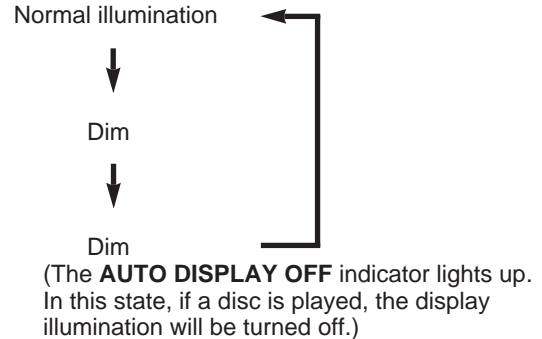 Normal illumination
Dim
Dim
(The AUTO DISPLAY OFF indicator lights up.
In this state, if a disc is played, the display
illumination will be turned off.)